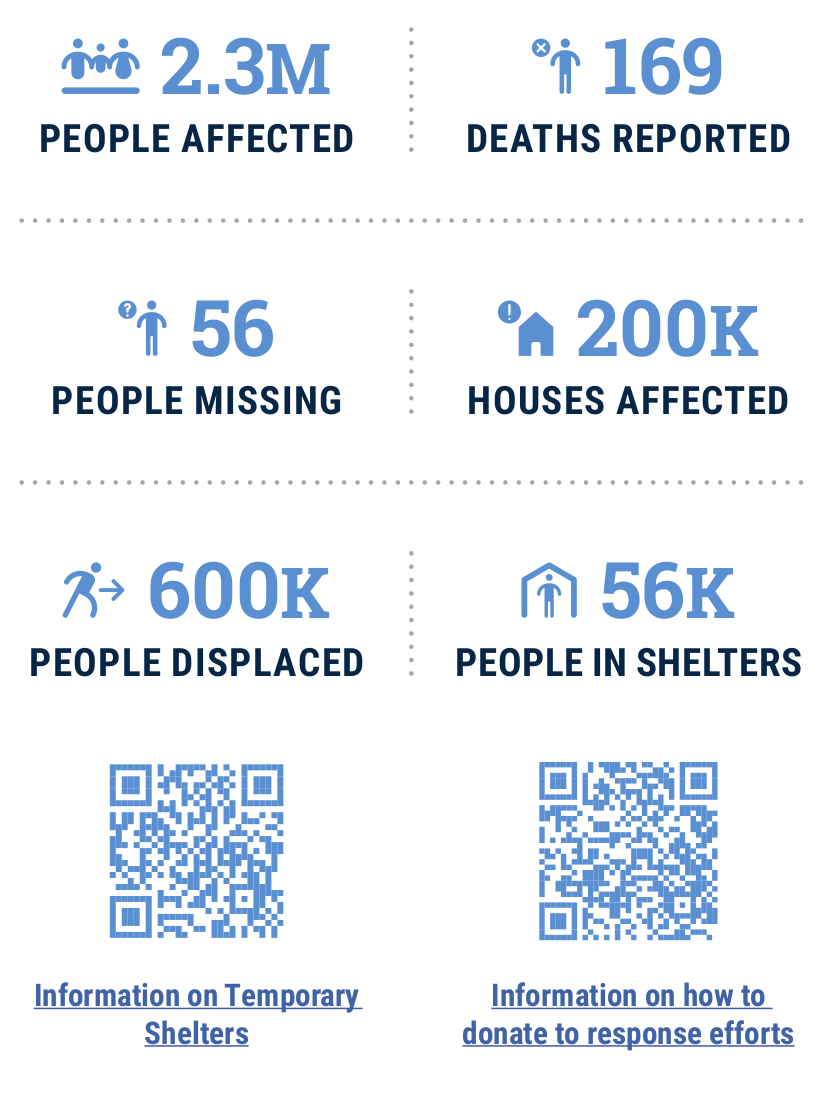 2.3M
PEOPLE AFFECTED
169
DEATHS REPORTED
56
PEOPLE MISSING
200K
HOUSES AFFECTED
600K
PEOPLE DISPLACED
56K
PEOPLE IN SHELTERS
Information on Temporary
Shelters
Information on how to
donate to response efforts